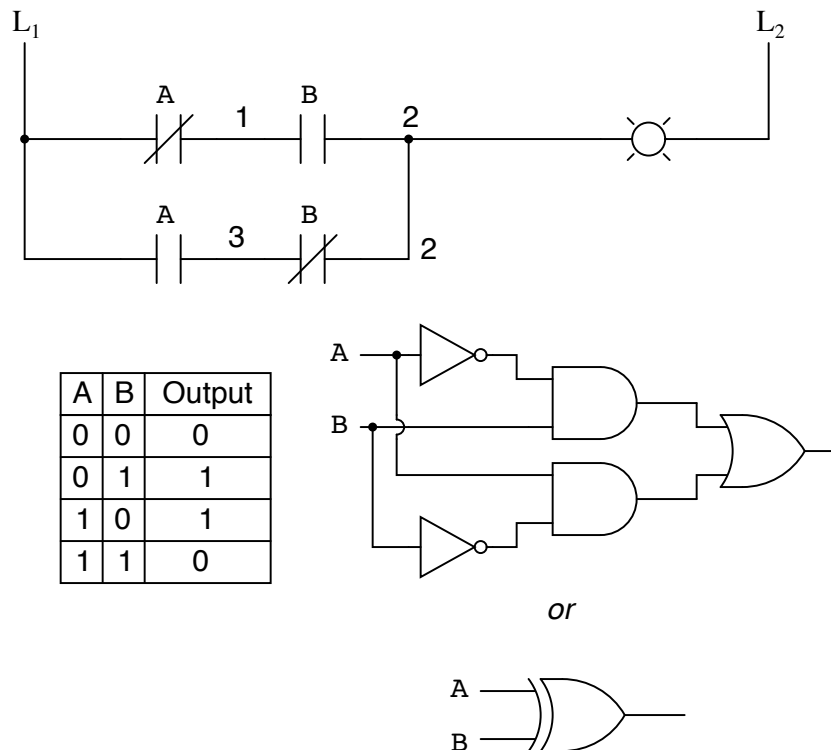 L1 L2
A 1 B 2
A 3 B 2
A B Output
0 0 0
0 1 1
1 0 1
1 1 0
A
B
or
A
B